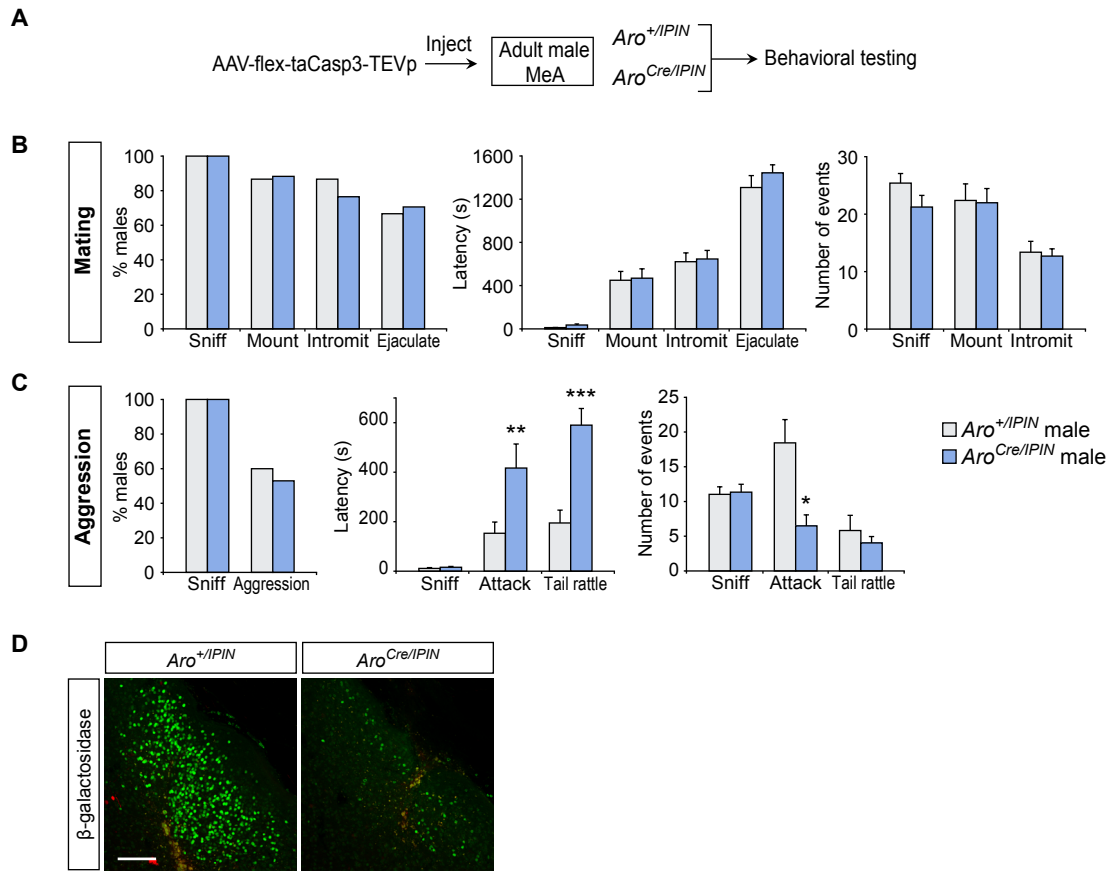 A
AAV-flex-taCasp3-TEVp
Inject
Adult male
MeA
Aro+/IPIN
AroCre/IPIN
Behavioral testing
B
Mating
% males
100
80
60
40
20
0
Sniff Mount Intromit Ejaculate
Latency (s)
1600
1200
800
400
0
Sniff Mount Intromit Ejaculate
Number of events
30
20
10
0
Sniff Mount Intromit
C
Aggression
% males
100
80
60
40
20
0
Sniff Aggression
Latency (s)
600
400
200
0
** ***
Sniff Attack Tail rattle
Number of events
25
20
15
10
5
0
*
Sniff Attack Tail rattle
Aro+/IPIN male
AroCre/IPIN male
D
Aro+/IPIN AroCre/IPIN
β-galactosidase